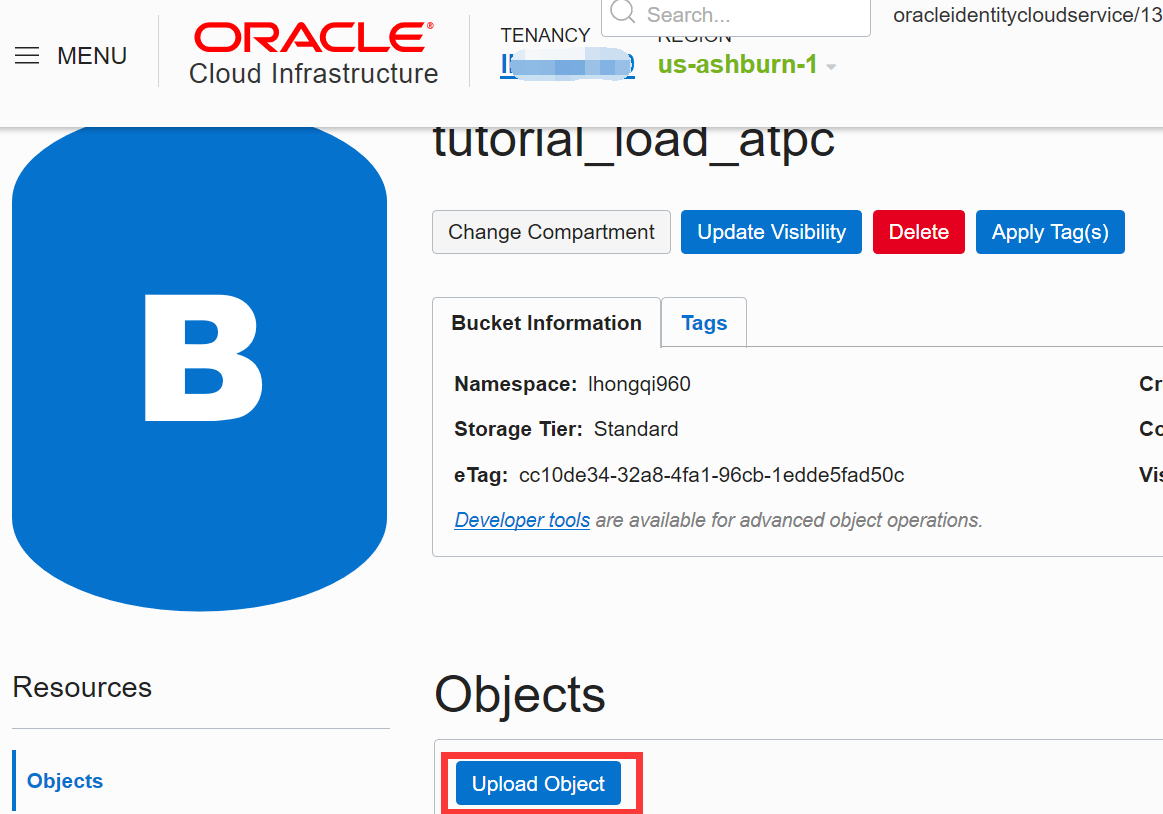 MENU
ORACLE®
Cloud Infrastructure
TENANCY
REGION
us-ashburn-1
Search...
oracleidentitycloudservice/13
tutorial_load_atpc
Change Compartment
Update Visibility
Delete
Apply Tag(s)
B
Bucket Information
Tags
Namespace: lhongqi960
Cr
Storage Tier: Standard
Co
eTag: cc10de34-32a8-4fa1-96cb-1edde5fad50c
Vis
Developer tools are available for advanced object operations.
Resources
Objects
Objects
Upload Object